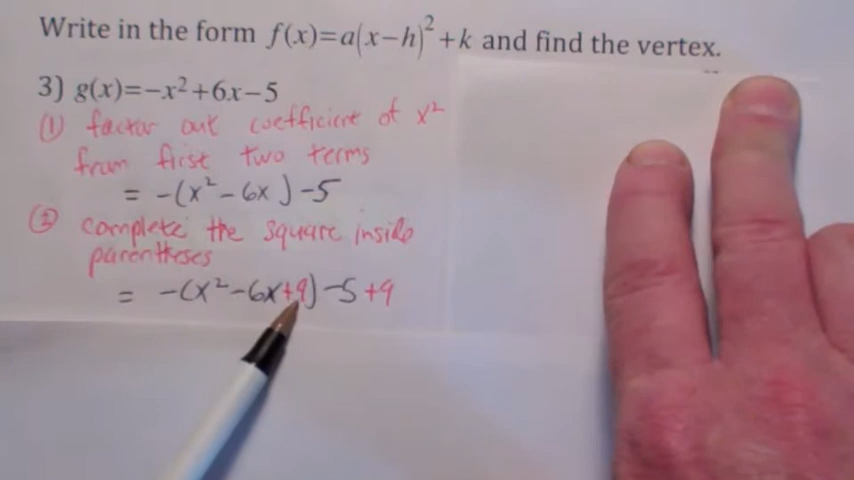 Write in the form f(x)=a(x−h)²+k and find the vertex.
3) g(x)=−x²+6x−5
(1) factor out coefficient of x²
from first two terms
= −(x²−6x)−5
(2) complete the square inside
parentheses
= −(x²−6x+9)−5+9